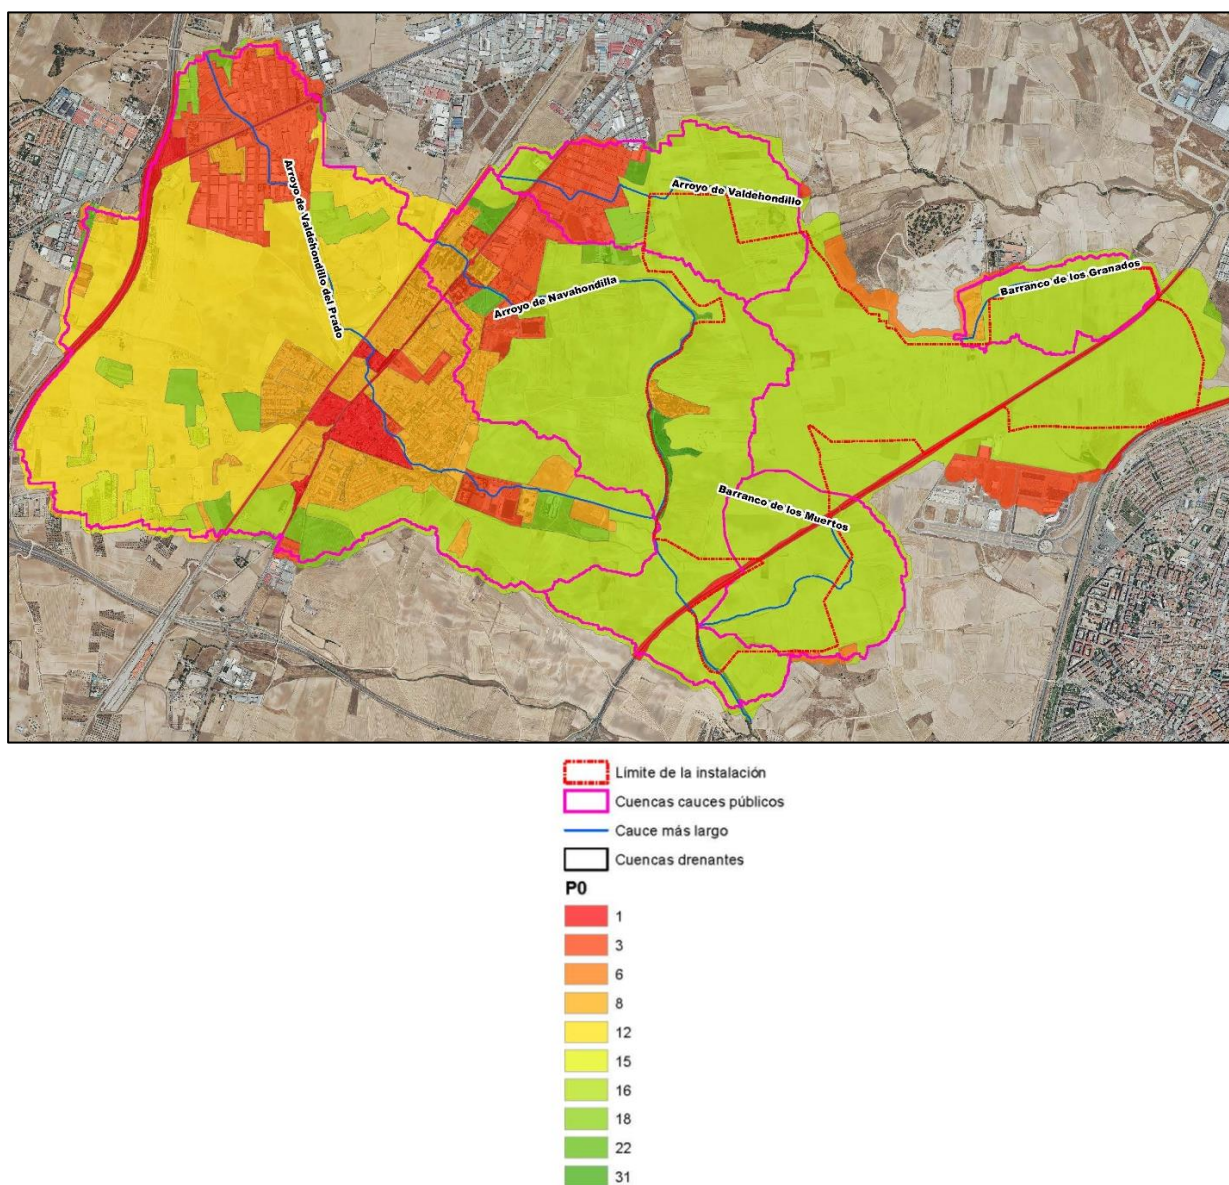 Arroyo de Valdehondillo del Prado
Arroyo de Valdehondillo
Arroyo de Navahondilla
Barranco de los Granados
Barranco de los Muertos
Límite de la instalación
Cuencas cauces públicos
Cauce más largo
Cuencas drenantes
P0
1
3
6
8
12
15
16
18
22
31